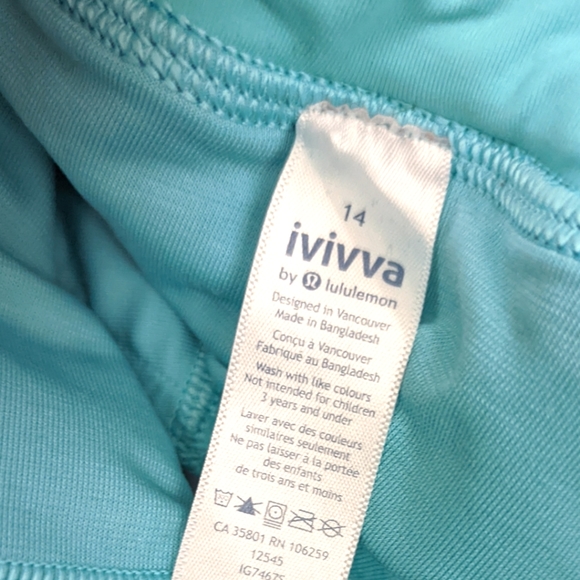 14
ivivva
by lululemon
Designed in Vancouver
Made in Bangladesh
Conçu à Vancouver
Fabriqué au Bangladesh
Wash with like colours
Not intended for children
3 years and under
Laver avec des couleurs
similaires seulement
Ne pas laisser à la portée
des enfants
de trois ans et moins
CA 35801 RN 106259
12545
IG7467S